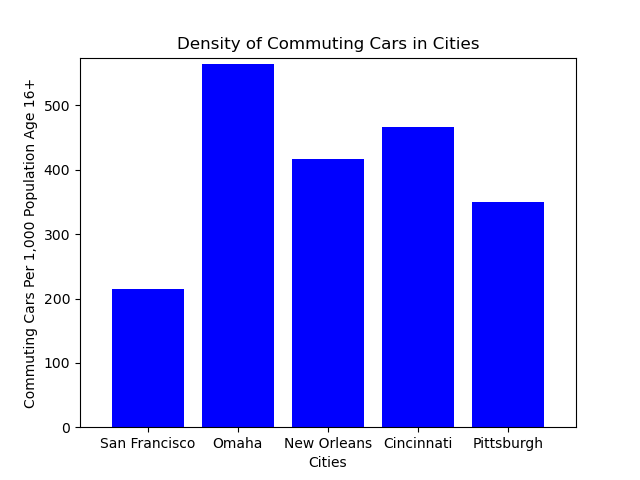 Density of Commuting Cars in Cities
Commuting Cars Per 1,000 Population Age 16+
500
400
300
200
100
0
San Francisco Omaha New Orleans Cincinnati Pittsburgh
Cities